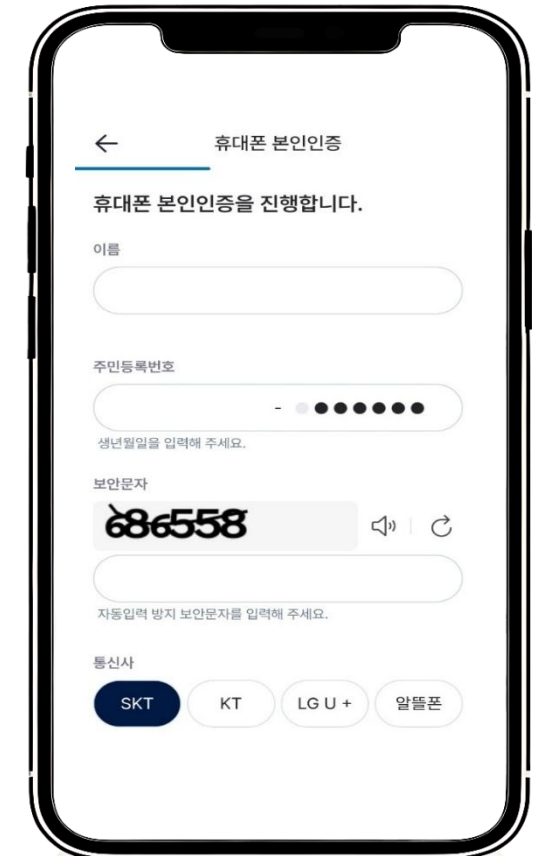 휴대폰 본인인증
휴대폰 본인인증을 진행합니다.
이름
주민등록번호
- ●●●●●●●
생년월일을 입력해 주세요.
보안문자
686558
자동입력 방지 보안문자를 입력해 주세요.
통신사
SKT KT LG U + 알뜰폰